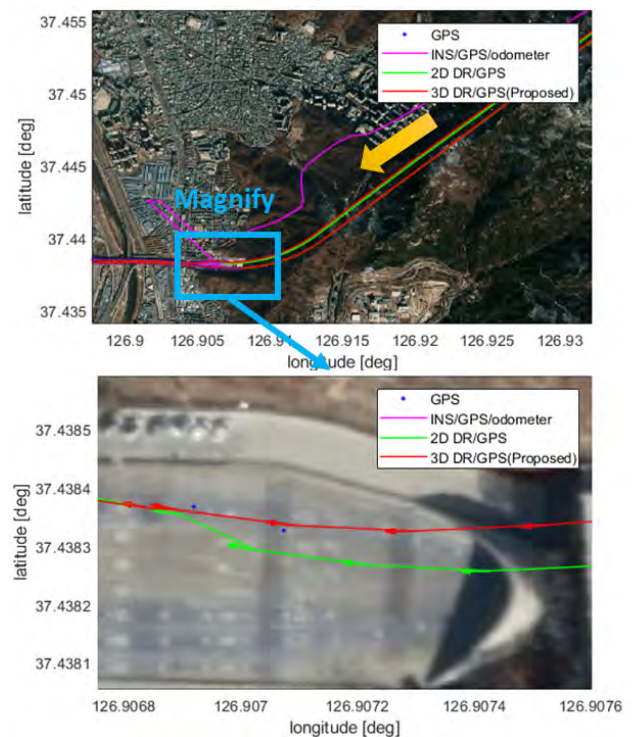 37.455
37.45
37.445
37.44
37.435
latitude [deg]
GPS
INS/GPS/odometer
2D DR/GPS
3D DR/GPS(Proposed)
Magnify
126.9
126.905
126.91
126.915
126.92
126.925
126.93
longitude [deg]
37.4385
37.4384
37.4383
37.4382
37.4381
latitude [deg]
GPS
INS/GPS/odometer
2D DR/GPS
3D DR/GPS(Proposed)
126.9068
126.907
126.9072
126.9074
126.9076
longitude [deg]